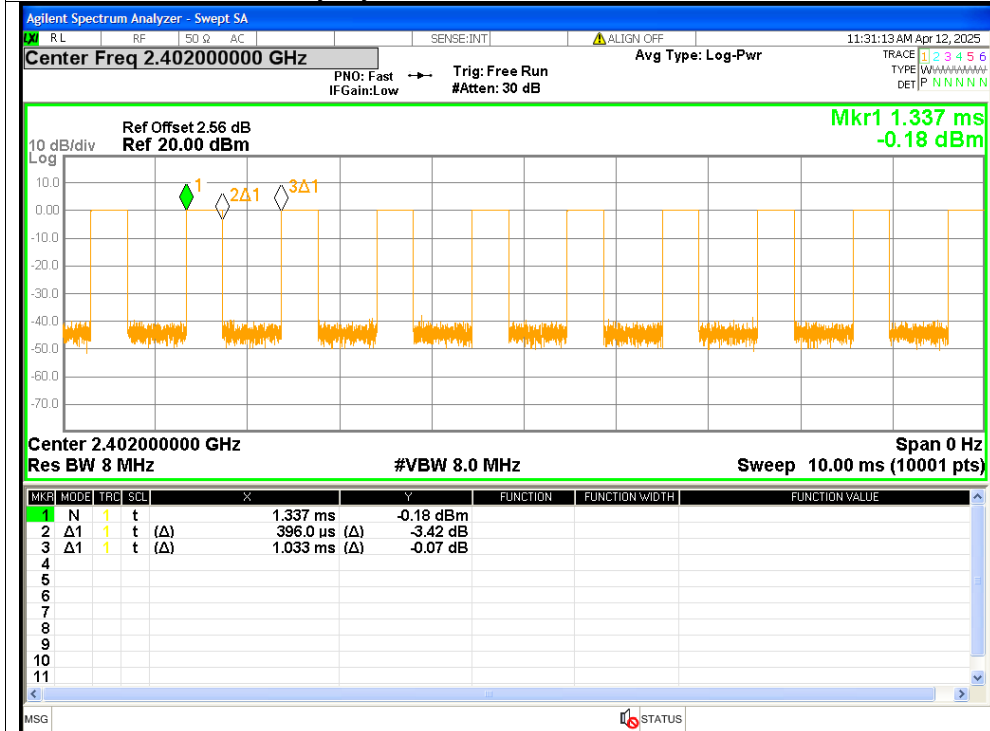 Agilent Spectrum Analyzer - Swept SA
LXI RL RF 50 Ω AC SENSE:INT ALIGN OFF 11:31:13 AM Apr 12, 2025
Center Freq 2.402000000 GHz
PNO: Fast Trig: Free Run
IFGain:Low #Atten: 30 dB
Avg Type: Log-Pwr
TRACE 1 2 3 4 5 6
TYPE W
DET P N N N N N
Mkr1 1.337 ms
-0.18 dBm
Ref Offset 2.56 dB
10 dB/div Ref 20.00 dBm
Log
10.0
0.00
-10.0
-20.0
-30.0
-40.0
-50.0
-60.0
-70.0
1
2Δ1
3Δ1
Center 2.402000000 GHz Span 0 Hz
Res BW 8 MHz #VBW 8.0 MHz Sweep 10.00 ms (10001 pts)
MKR MODE TRC SCL X Y FUNCTION FUNCTION WIDTH FUNCTION VALUE
1 N 1 t 1.337 ms -0.18 dBm
2 Δ1 1 t (Δ) 396.0 µs (Δ) -3.42 dB
3 Δ1 1 t (Δ) 1.033 ms (Δ) -0.07 dB
4
5
6
7
8
9
10
11
MSG STATUS